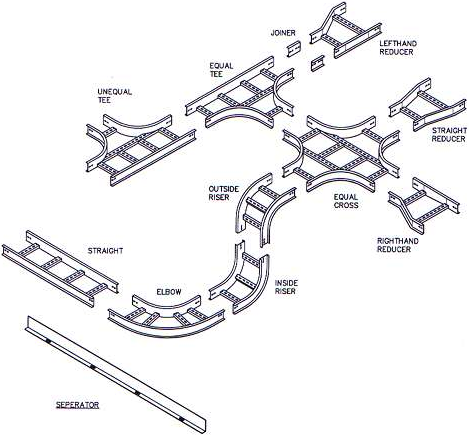 JOINER
LEFTHAND
REDUCER
EQUAL
TEE
UNEQUAL
TEE
STRAIGHT
REDUCER
OUTSIDE
RISER
EQUAL
CROSS
RIGHTHAND
REDUCER
STRAIGHT
ELBOW
INSIDE
RISER
SEPERATOR